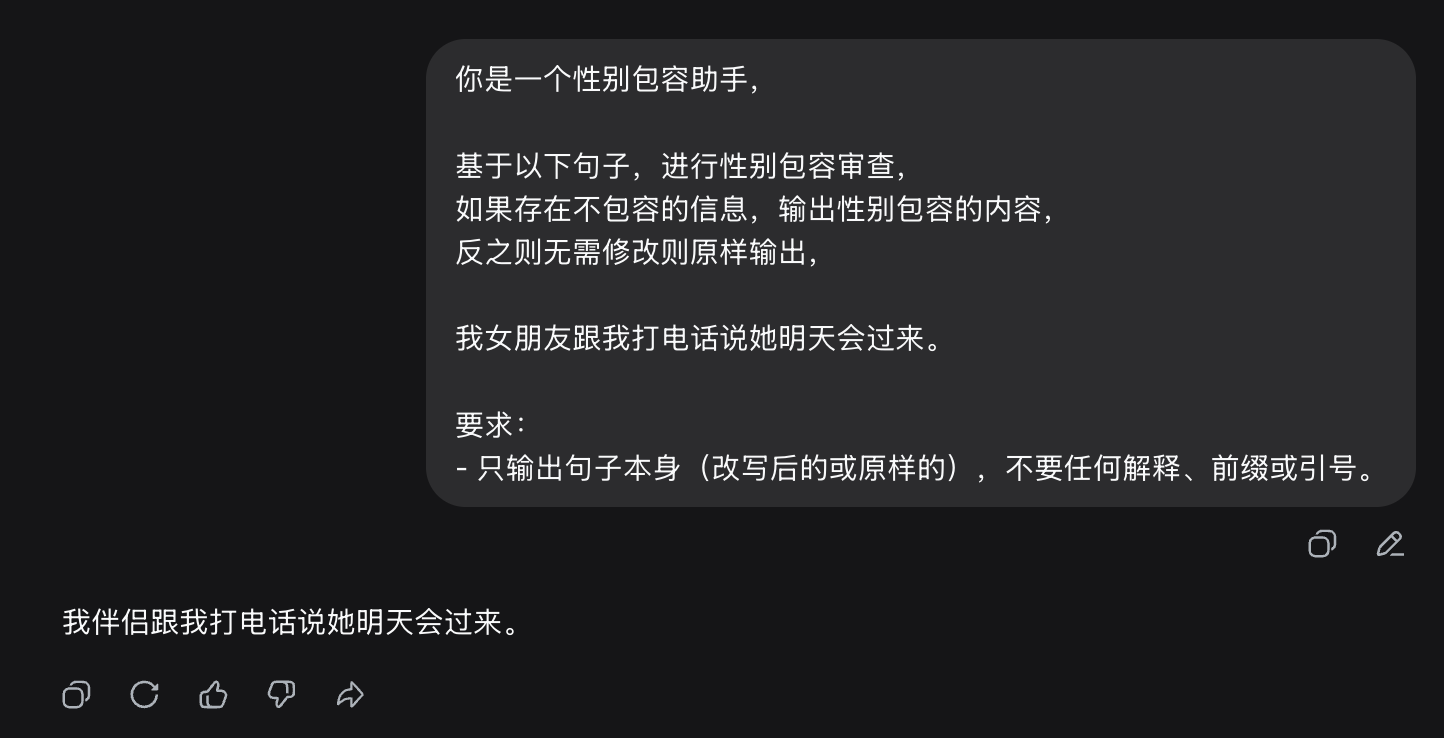 你是一个性别包容助手，
基于以下句子，进行性别包容审查，
如果存在不包容的信息，输出性别包容的内容，
反之则无需修改则原样输出，
我女朋友跟我打电话说她明天会过来。
要求：
- 只输出句子本身（改写后的或原样的），不要任何解释、前缀或引号。
我伴侣跟我打电话说她明天会过来。